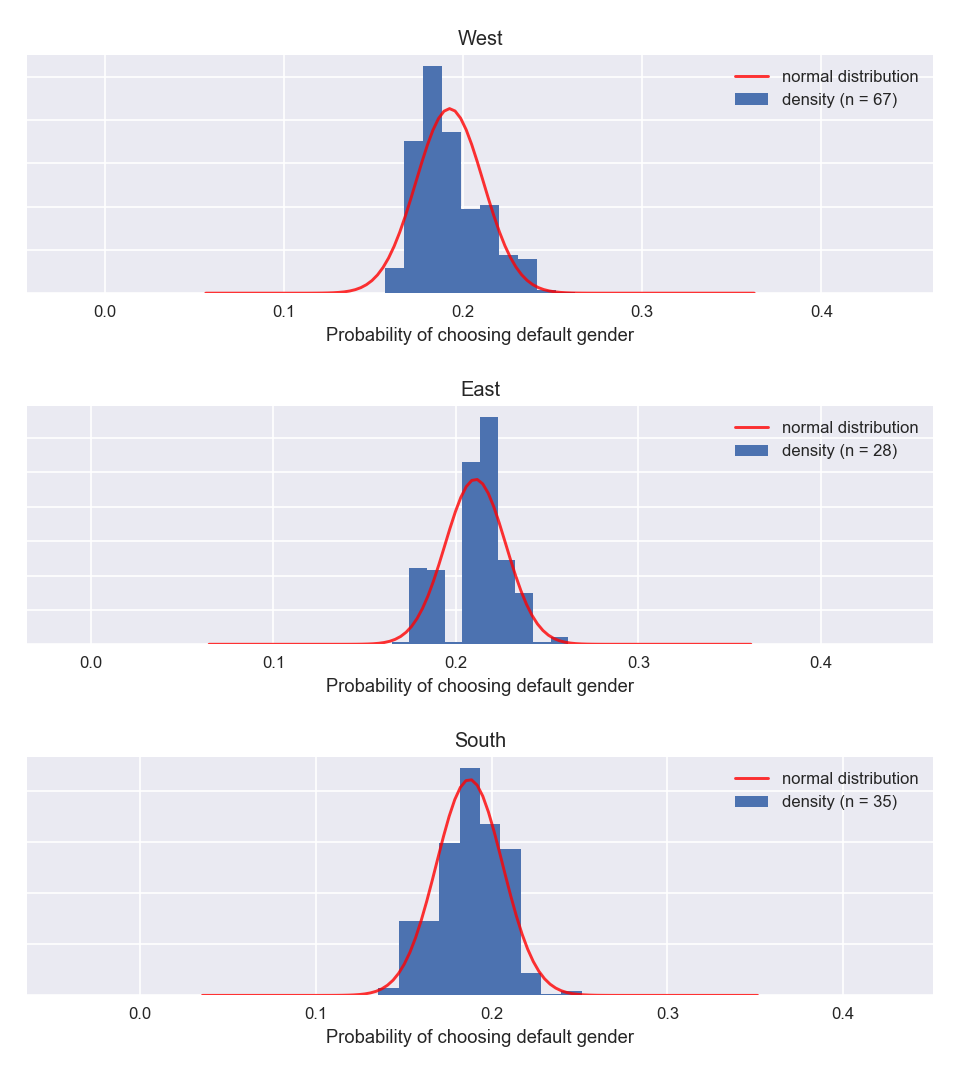 West
normal distribution
density (n = 67)
0.0 0.1 0.2 0.3 0.4
Probability of choosing default gender
East
normal distribution
density (n = 28)
0.0 0.1 0.2 0.3 0.4
Probability of choosing default gender
South
normal distribution
density (n = 35)
0.0 0.1 0.2 0.3 0.4
Probability of choosing default gender